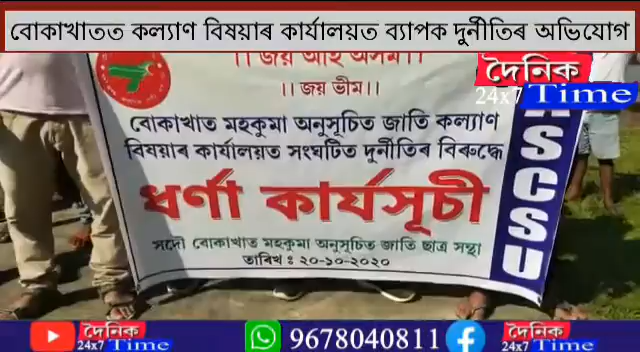 বোকাখাতত কল্যাণ বিষয়াৰ কাৰ্যালয়ত ব্যাপক দুৰ্নীতিৰ অভিযোগ
।। জয় আই অসম।।
।। জয় ভীম।।
দৈনিক
24x7 Time
বোকাখাত মহকুমা অনুসূচিত জাতি কল্যাণ
বিষয়াৰ কাৰ্যালয়ত সংঘটিত দুৰ্নীতিৰ বিৰুদ্ধে
ধৰ্ণা কাৰ্যসূচী
সদৌ বোকাখাত মহকুমা অনুসূচিত জাতি ছাত্ৰ সন্থা
তাৰিখ : ২০-১০-২০২০
ASCSU
দৈনিক
24x7 Time
9678040811
দৈনিক
24x7 Time